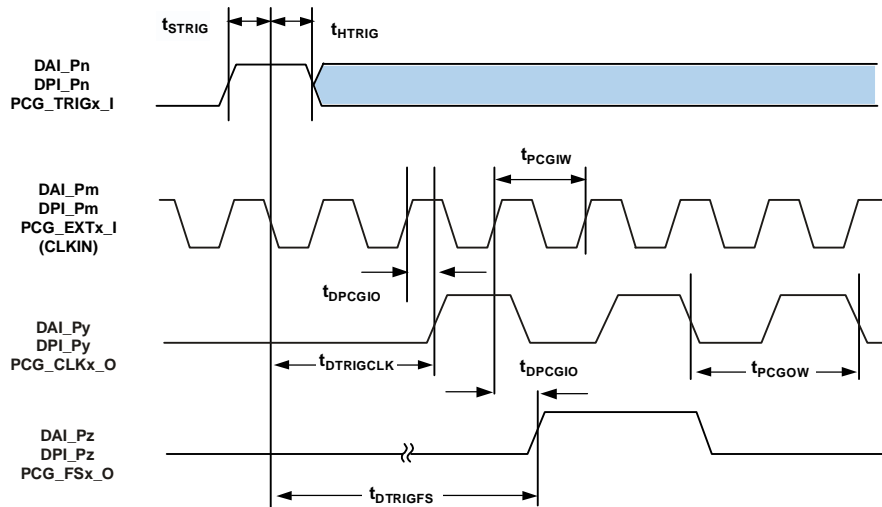 tSTRIG
tHTRIG
DAI_Pn
DPI_Pn
PCG_TRIGx_I
tPCGIW
DAI_Pm
DPI_Pm
PCG_EXTx_I
(CLKIN)
tDPCGIO
DAI_Py
DPI_Py
PCG_CLKx_O
tDTRIGCLK
tDPCGIO
tPCGOW
DAI_Pz
DPI_Pz
PCG_FSx_O
tDTRIGFS